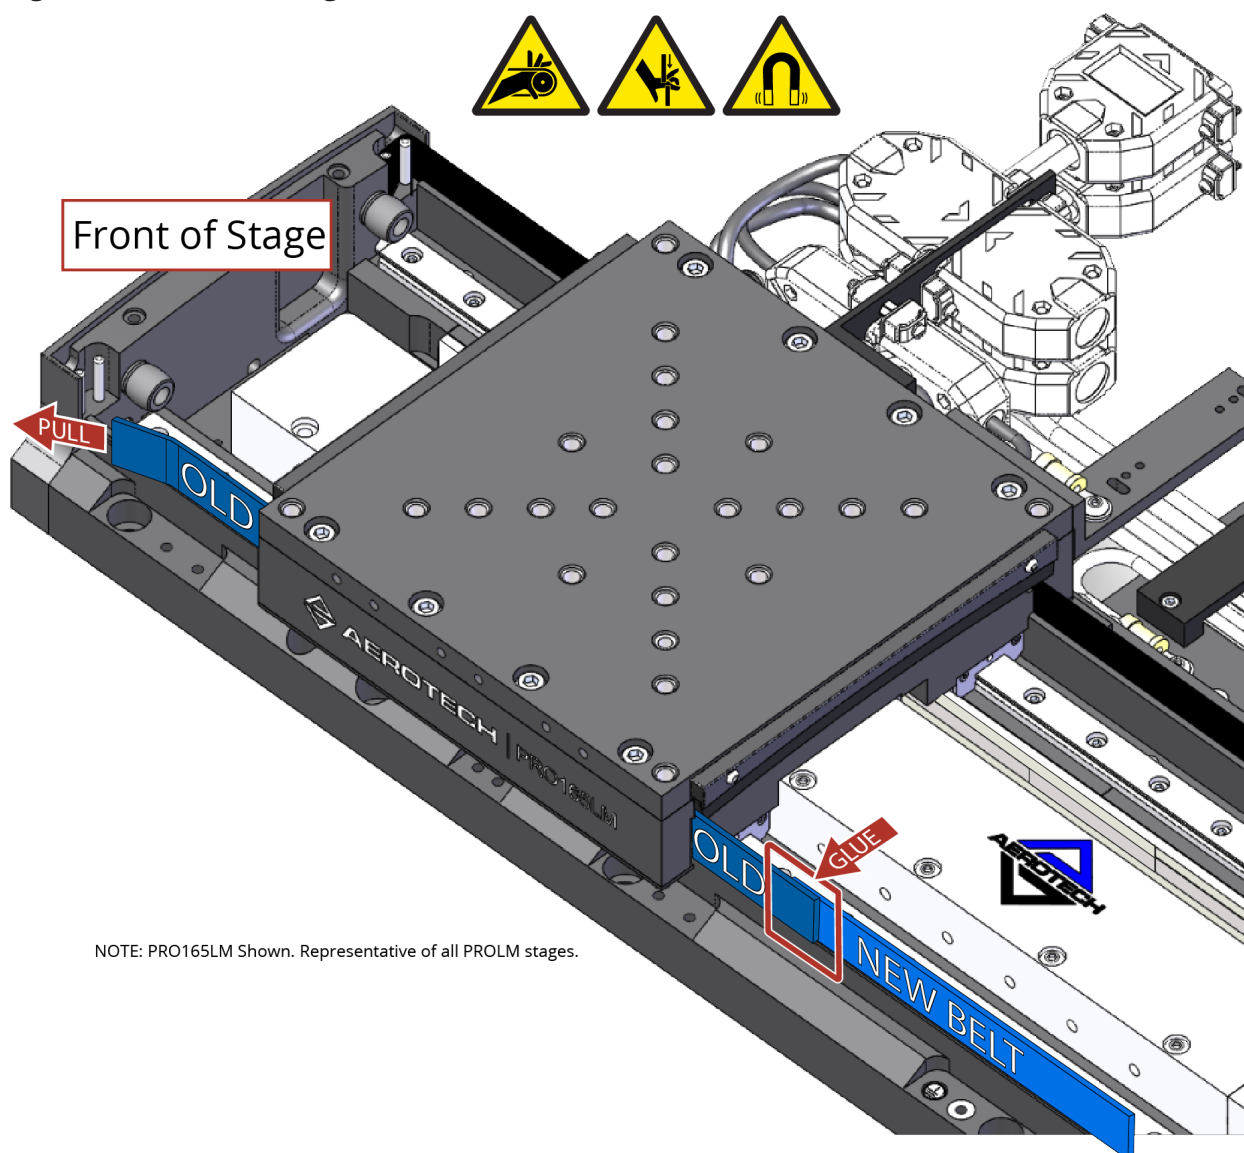 Front of Stage
PULL
OLD
AEROTECH
PRO165LM
OLD
GLUE
NEW BELT
AEROTECH
NOTE: PRO165LM Shown. Representative of all PROLM stages.